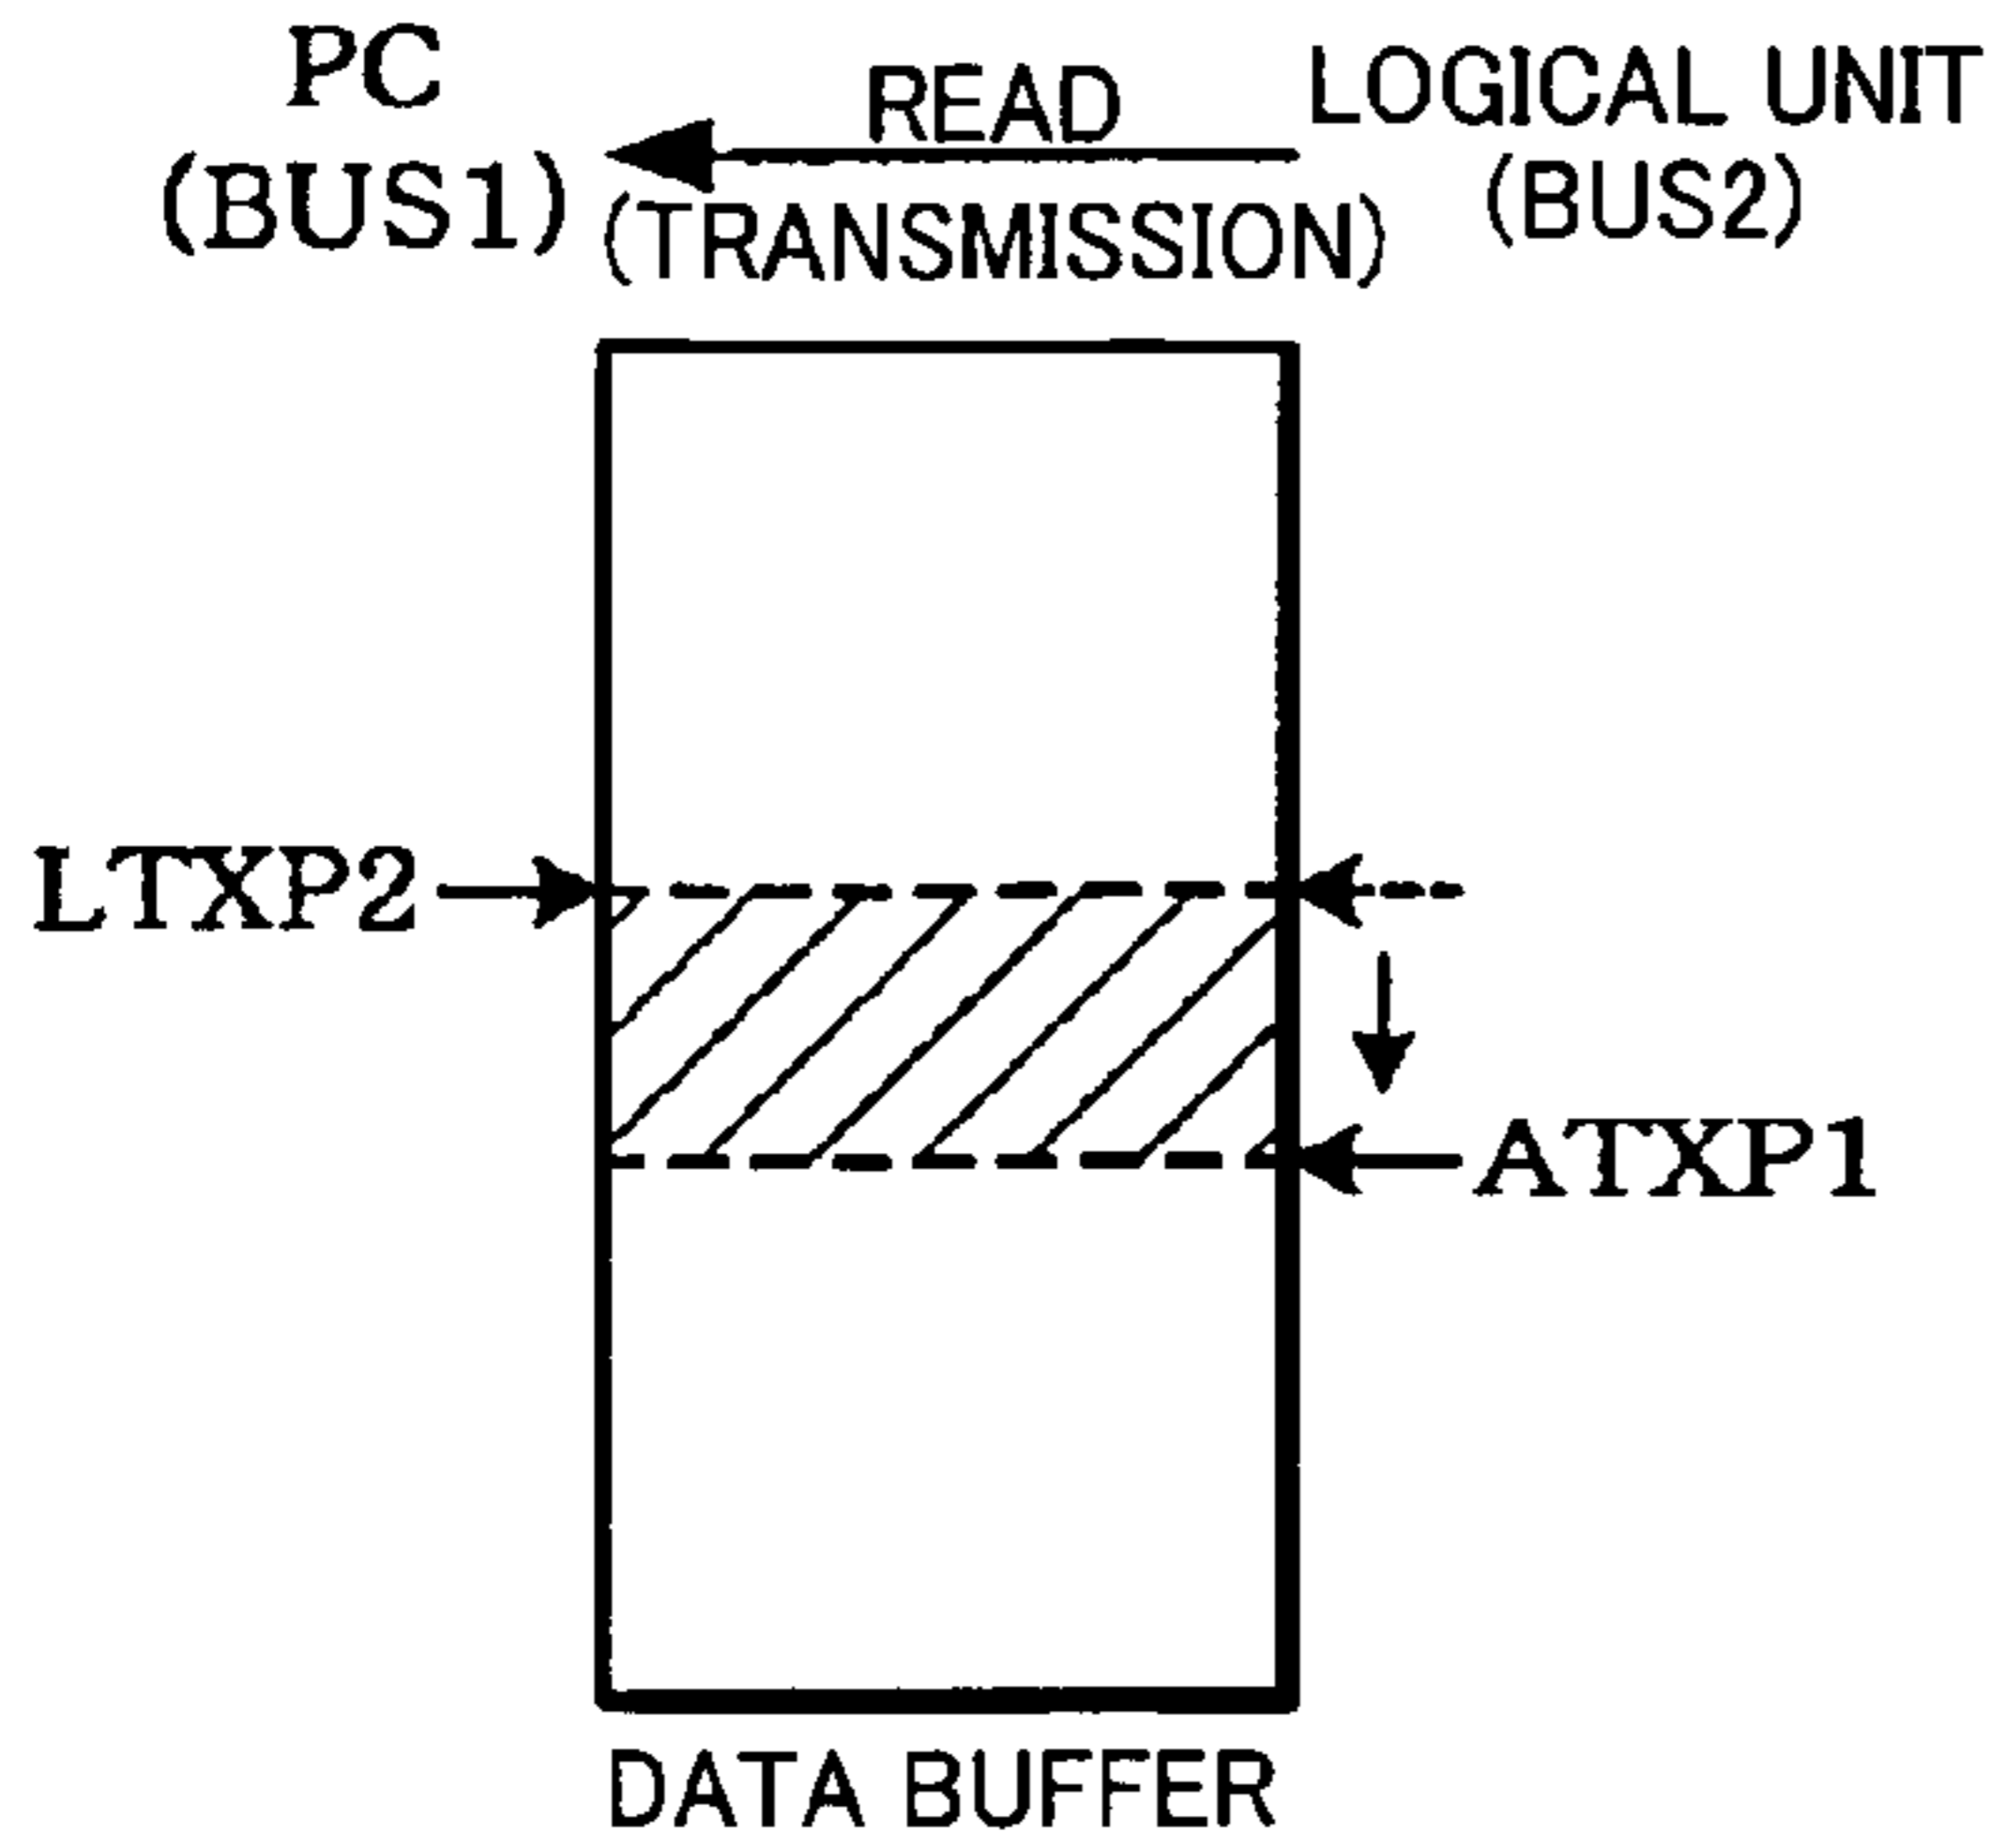 PC
(BUS1)
READ
(TRANSMISSION)
LOGICAL UNIT
(BUS2)
LTXP2
ATXP1
DATA BUFFER